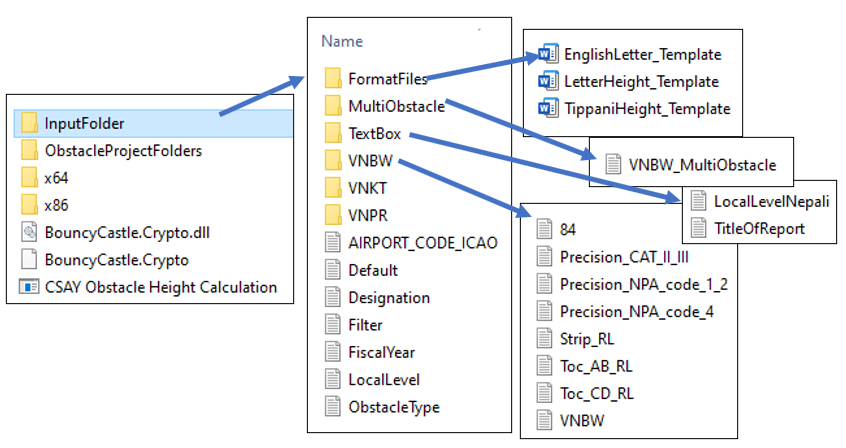 InputFolder
ObstacleProjectFolders
x64
x86
BouncyCastle.Crypto.dll
BouncyCastle.Crypto
CSAY Obstacle Height Calculation
Name
FormatFiles
MultiObstacle
TextBox
VNBW
VNKT
VNPR
AIRPORT_CODE_ICAO
Default
Designation
Filter
FiscalYear
LocalLevel
ObstacleType
EnglishLetter_Template
LetterHeight_Template
TippaniHeight_Template
VNBW_MultiObstacle
LocalLevelNepali
TitleOfReport
84
Precision_CAT_II_III
Precision_NPA_code_1_2
Precision_NPA_code_4
Strip_RL
Toc_AB_RL
Toc_CD_RL
VNBW